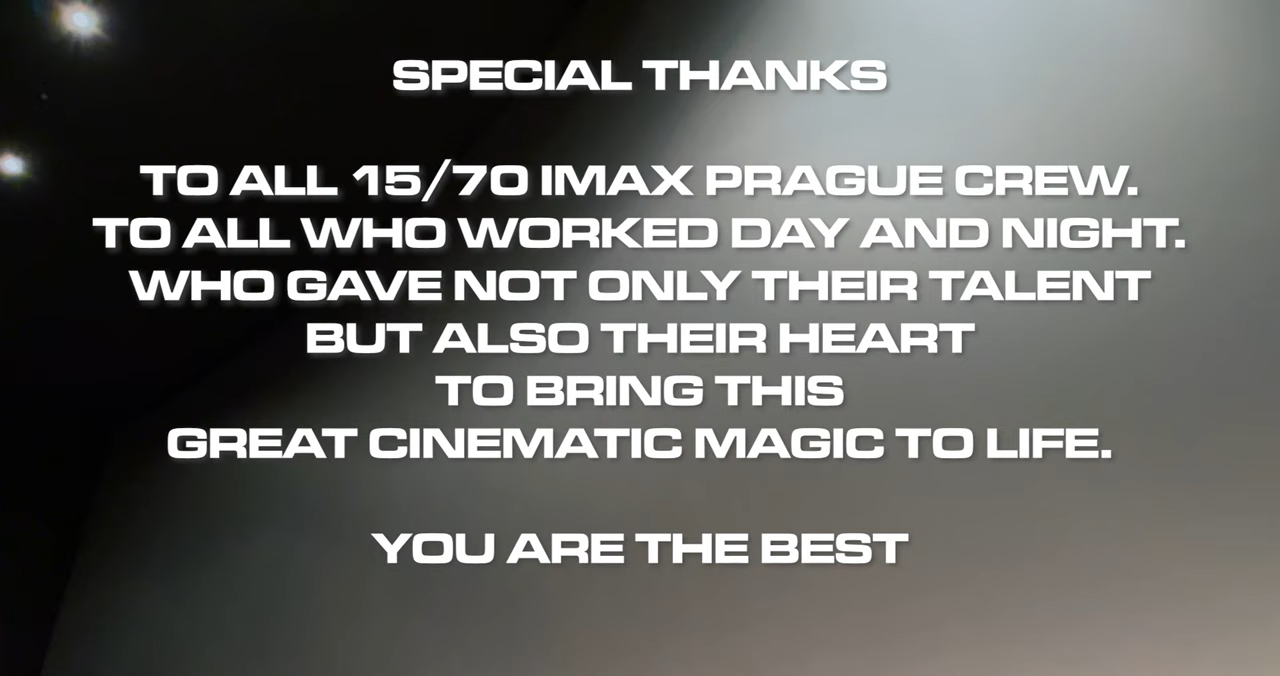 SPECIAL THANKS
TO ALL 15/70 IMAX PRAGUE CREW.
TO ALL WHO WORKED DAY AND NIGHT.
WHO GAVE NOT ONLY THEIR TALENT
BUT ALSO THEIR HEART
TO BRING THIS
GREAT CINEMATIC MAGIC TO LIFE.
YOU ARE THE BEST